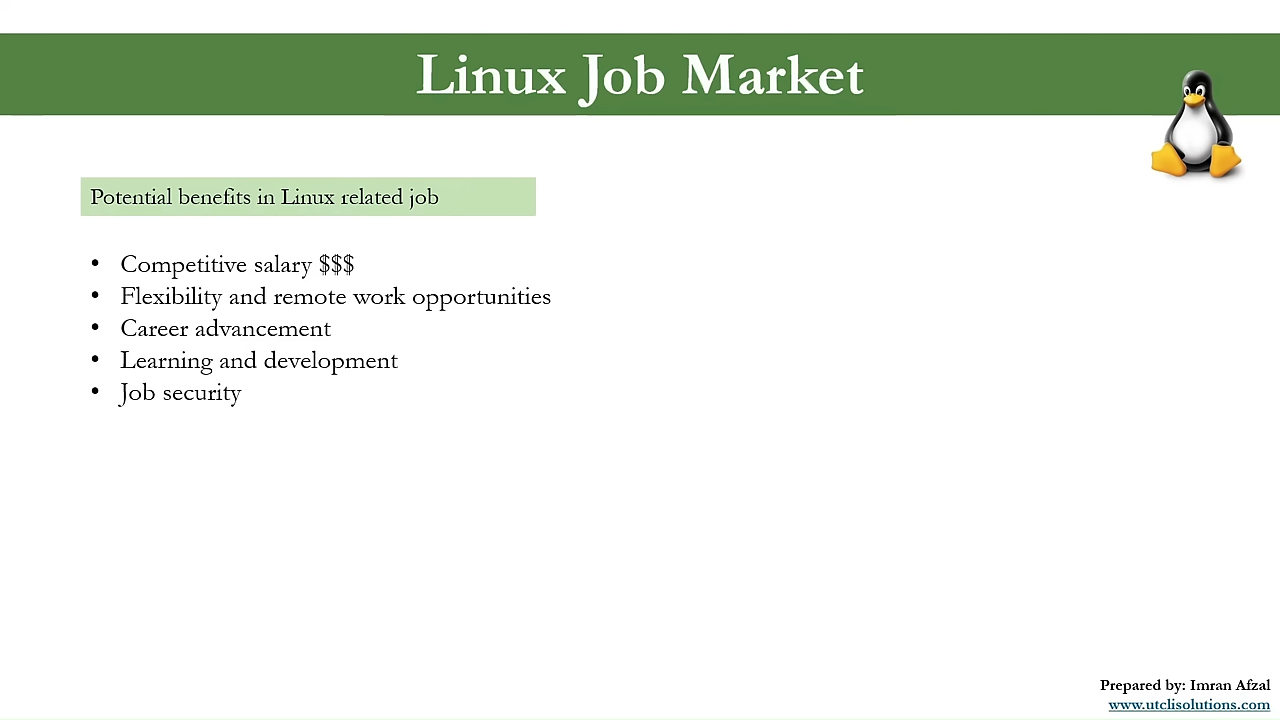 Linux Job Market
Potential benefits in Linux related job
• Competitive salary $$$
• Flexibility and remote work opportunities
• Career advancement
• Learning and development
• Job security
Prepared by: Imran Afzal
www.utclisolutions.com